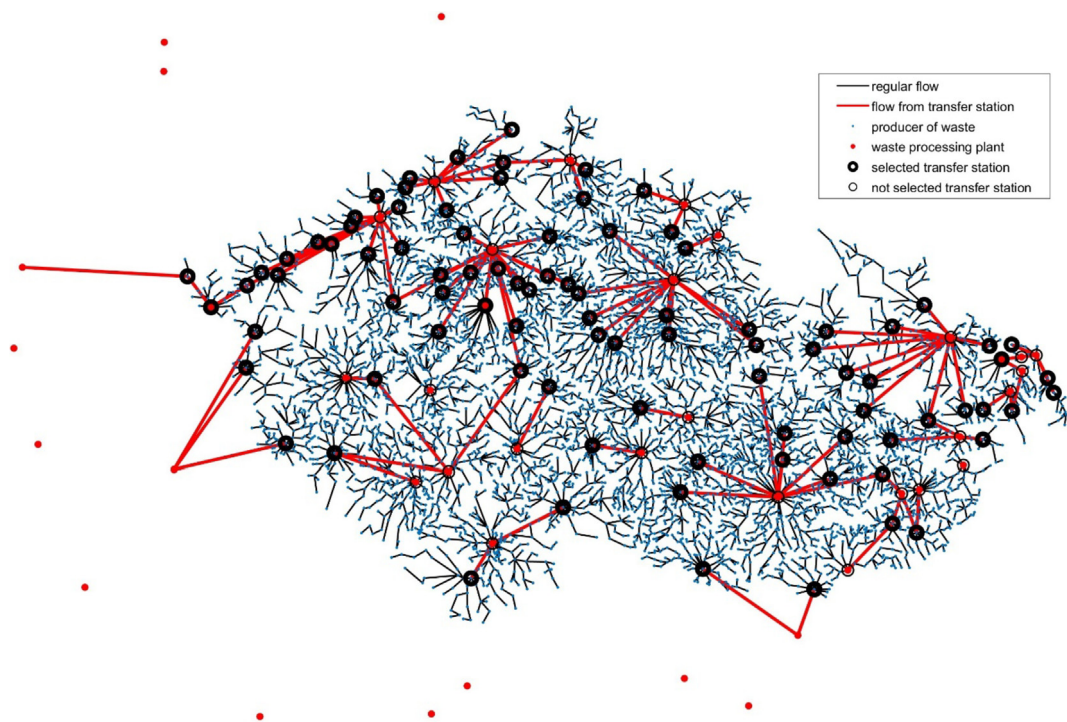 regular flow
flow from transfer station
producer of waste
waste processing plant
selected transfer station
not selected transfer station